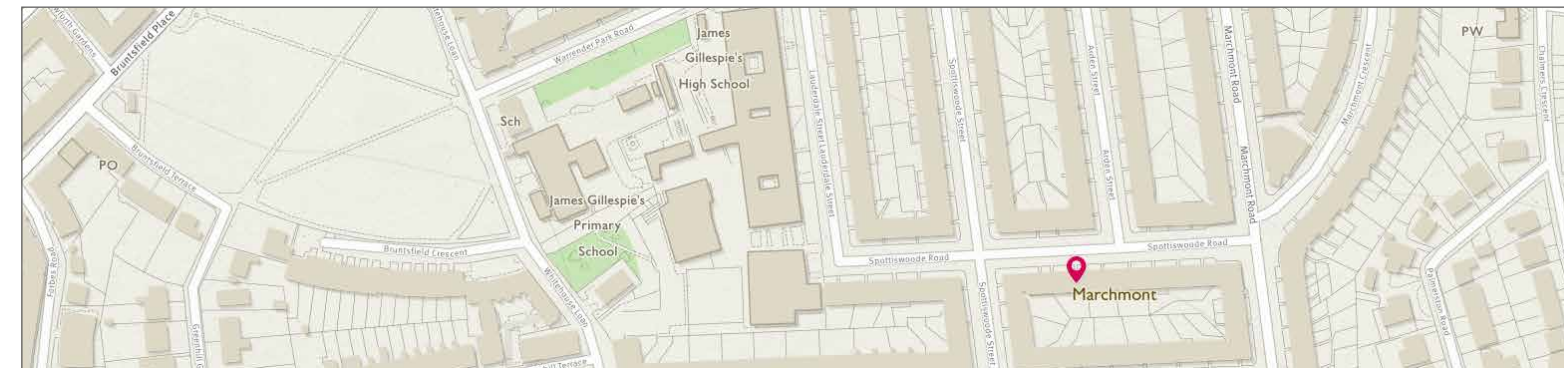 Bruntsfield Place
Whitehouse Loan
Warrender Park Road
James
Gillespie's
High School
Sch
PO
Bruntsfield Terrace
James Gillespie's
Primary
School
Bruntsfield Crescent
Whitehouse Loan
Forbes Road
Lauderdale Street
Lauderdale Street
Spottiswoode Street
Arden Street
Arden Street
Marchmont Road
Marchmont Road
Marchmont Crescent
PW
Chalmers Crescent
Spottiswoode Road
Spottiswoode Road
Spottiswoode Street
Marchmont
Palmerston Road